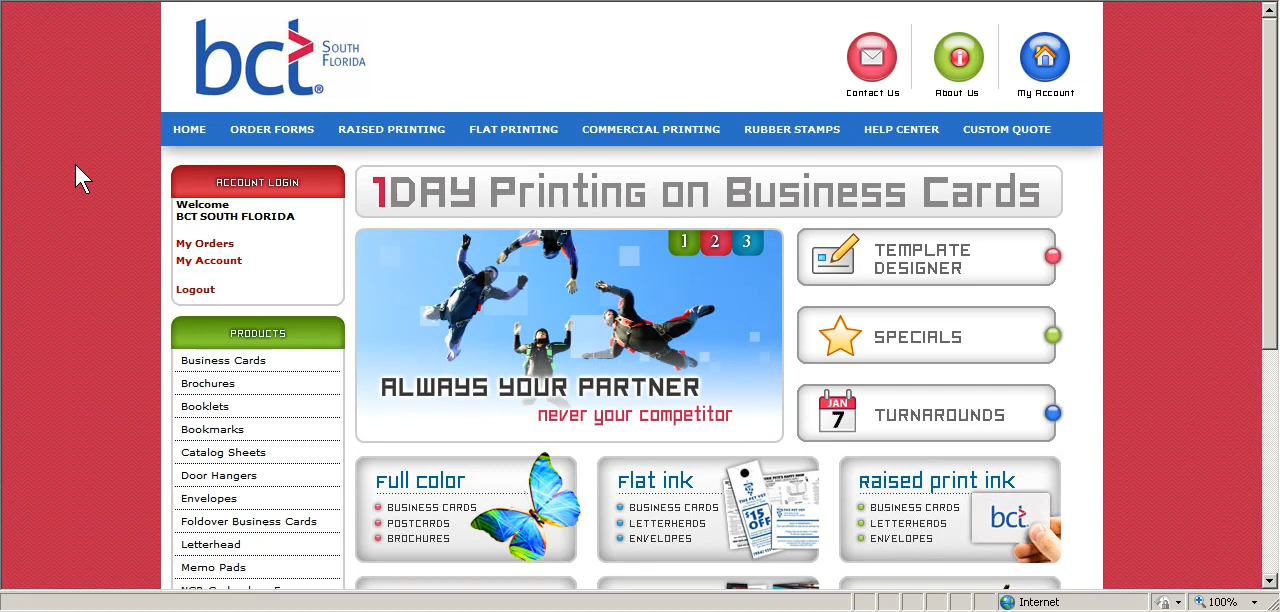 bct® SOUTH FLORIDA
Contact Us
About Us
My Account
HOME ORDER FORMS RAISED PRINTING FLAT PRINTING COMMERCIAL PRINTING RUBBER STAMPS HELP CENTER CUSTOM QUOTE
ACCOUNT LOGIN
Welcome
BCT SOUTH FLORIDA
My Orders
My Account
Logout
PRODUCTS
Business Cards
Brochures
Booklets
Bookmarks
Catalog Sheets
Door Hangers
Envelopes
Foldover Business Cards
Letterhead
Memo Pads
1DAY Printing on Business Cards
1 2 3
ALWAYS YOUR PARTNER
never your competitor
TEMPLATE
DESIGNER
SPECIALS
JAN
7
TURNAROUNDS
Full color
BUSINESS CARDS
POSTCARDS
BROCHURES
Flat ink
BUSINESS CARDS
LETTERHEADS
ENVELOPES
THE PET VET
$15
OFF
Raised print ink
BUSINESS CARDS
LETTERHEADS
ENVELOPES
bct
Internet
100%